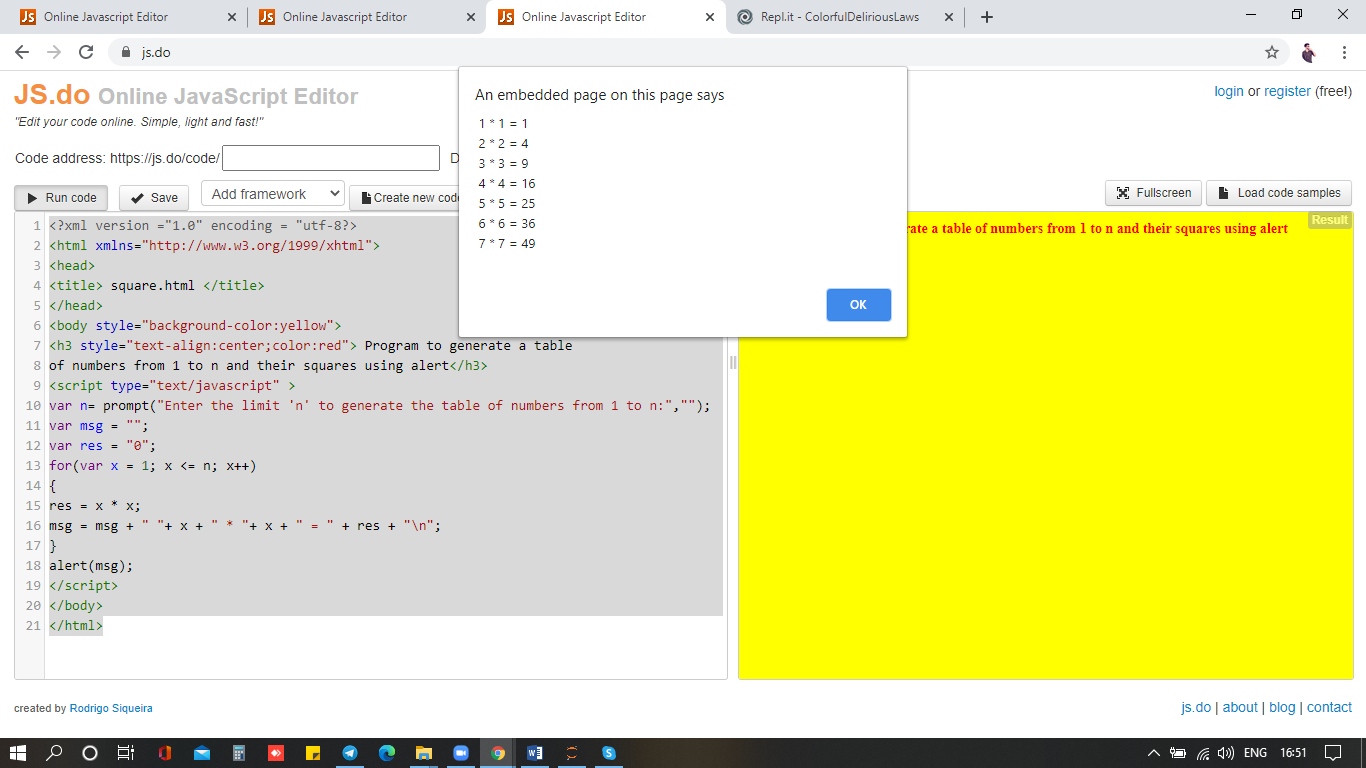 Online Javascript Editor
Online Javascript Editor
Online Javascript Editor
Repl.it - ColorfulDeliriousLaws
js.do
JS.do Online JavaScript Editor
login or register (free!)
"Edit your code online. Simple, light and fast!"
Code address: https://js.do/code/
D
Run code
Save
Add framework
Create new code
Fullscreen
Load code samples
An embedded page on this page says
1 * 1 = 1
2 * 2 = 4
3 * 3 = 9
4 * 4 = 16
5 * 5 = 25
6 * 6 = 36
7 * 7 = 49
OK
1 <?xml version ="1.0" encoding = "utf-8?>
2 <html xmlns="http://www.w3.org/1999/xhtml">
3 <head>
4 <title> square.html </title>
5 </head>
6 <body style="background-color:yellow">
7 <h3 style="text-align:center;color:red"> Program to generate a table
8 of numbers from 1 to n and their squares using alert</h3>
9 <script type="text/javascript" >
10 var n= prompt("Enter the limit 'n' to generate the table of numbers from 1 to n:","");
11 var msg = "";
12 var res = "0";
13 for(var x = 1; x <= n; x++)
14 {
15 res = x * x;
16 msg = msg + " "+ x + " * "+ x + " = " + res + "\n";
17 }
18 alert(msg);
19 </script>
20 </body>
21 </html>
Result
rate a table of numbers from 1 to n and their squares using alert
created by Rodrigo Siqueira
js.do | about | blog | contact
ENG
16:51